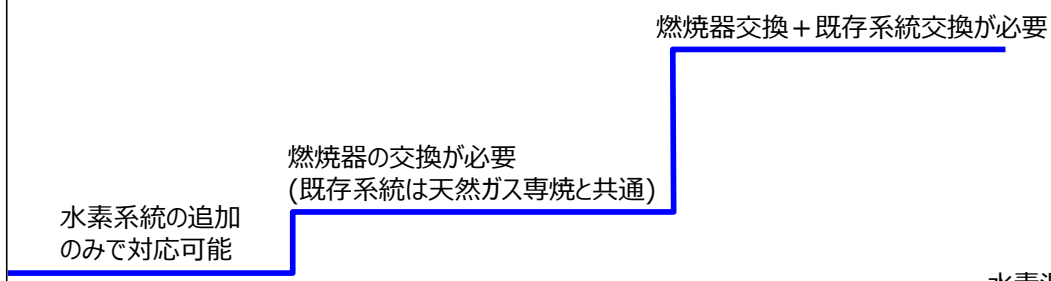 燃焼器交換+既存系統交換が必要
燃焼器の交換が必要
(既存系統は天然ガス専焼と共通)
水素系統の追加
のみで対応可能